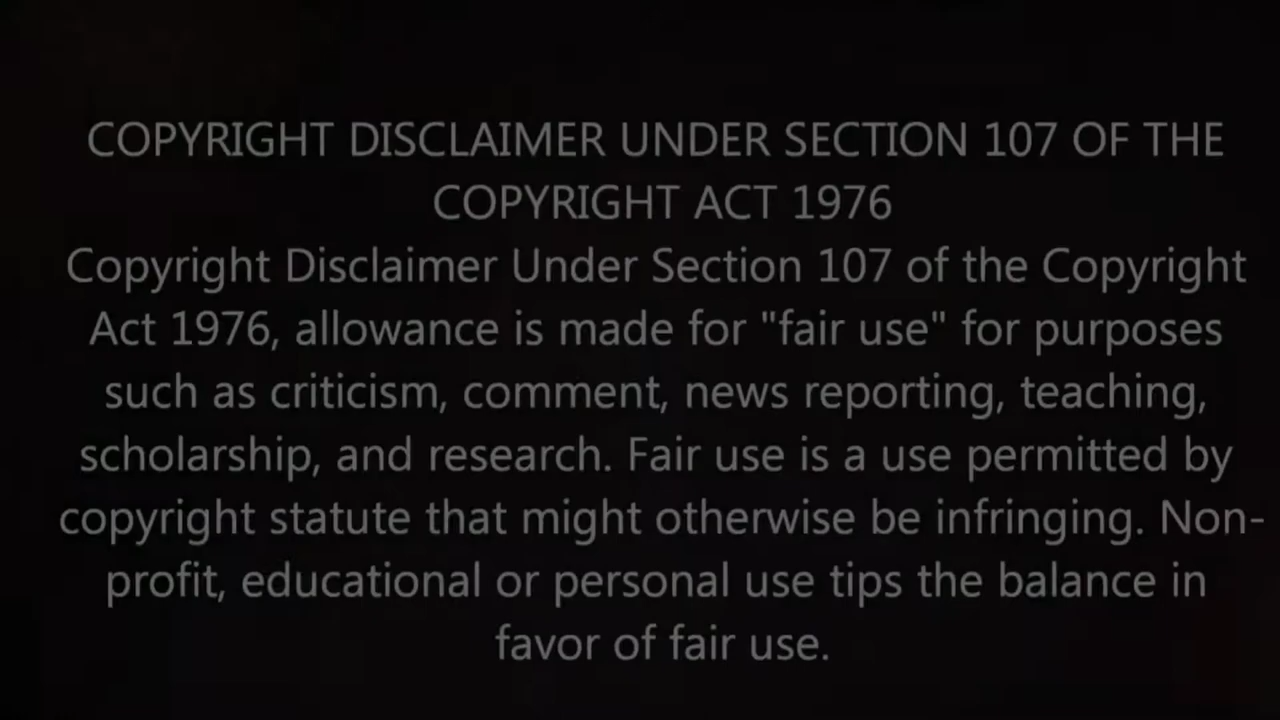 COPYRIGHT DISCLAIMER UNDER SECTION 107 OF THE
COPYRIGHT ACT 1976
Copyright Disclaimer Under Section 107 of the Copyright
Act 1976, allowance is made for "fair use" for purposes
such as criticism, comment, news reporting, teaching,
scholarship, and research. Fair use is a use permitted by
copyright statute that might otherwise be infringing. Non-
profit, educational or personal use tips the balance in
favor of fair use.